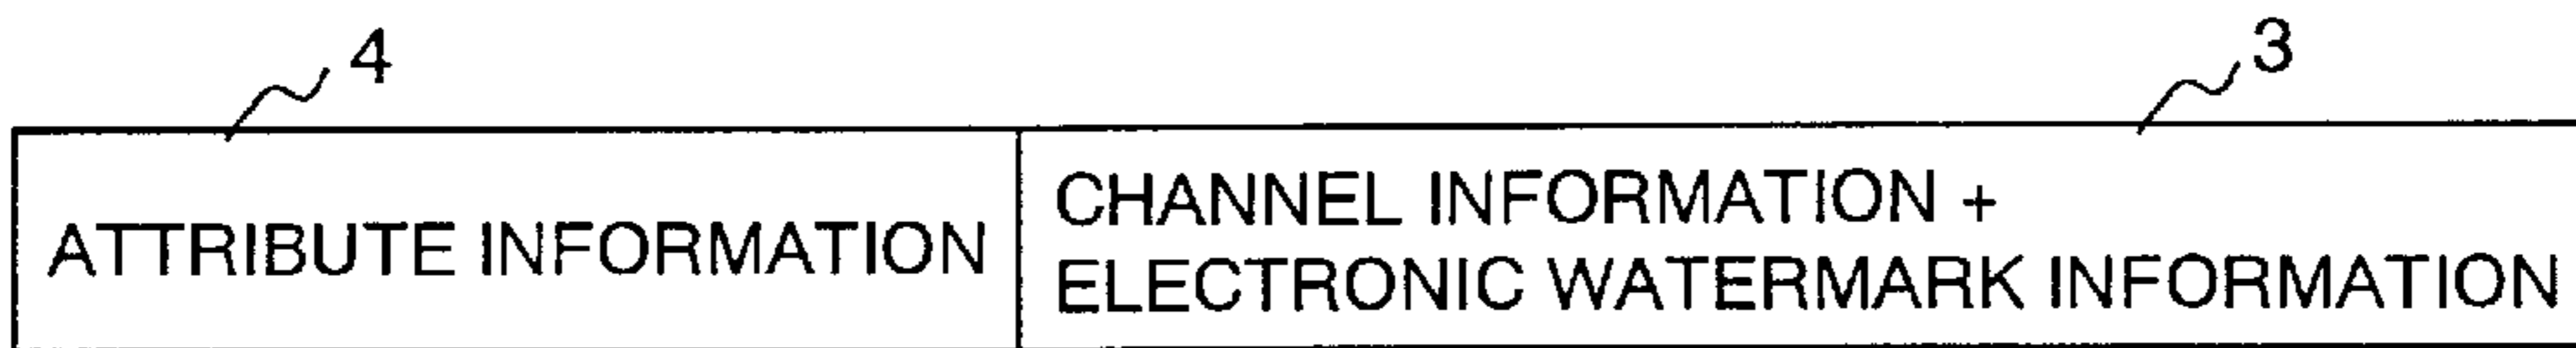 4
3
ATTRIBUTE INFORMATION
CHANNEL INFORMATION +
ELECTRONIC WATERMARK INFORMATION